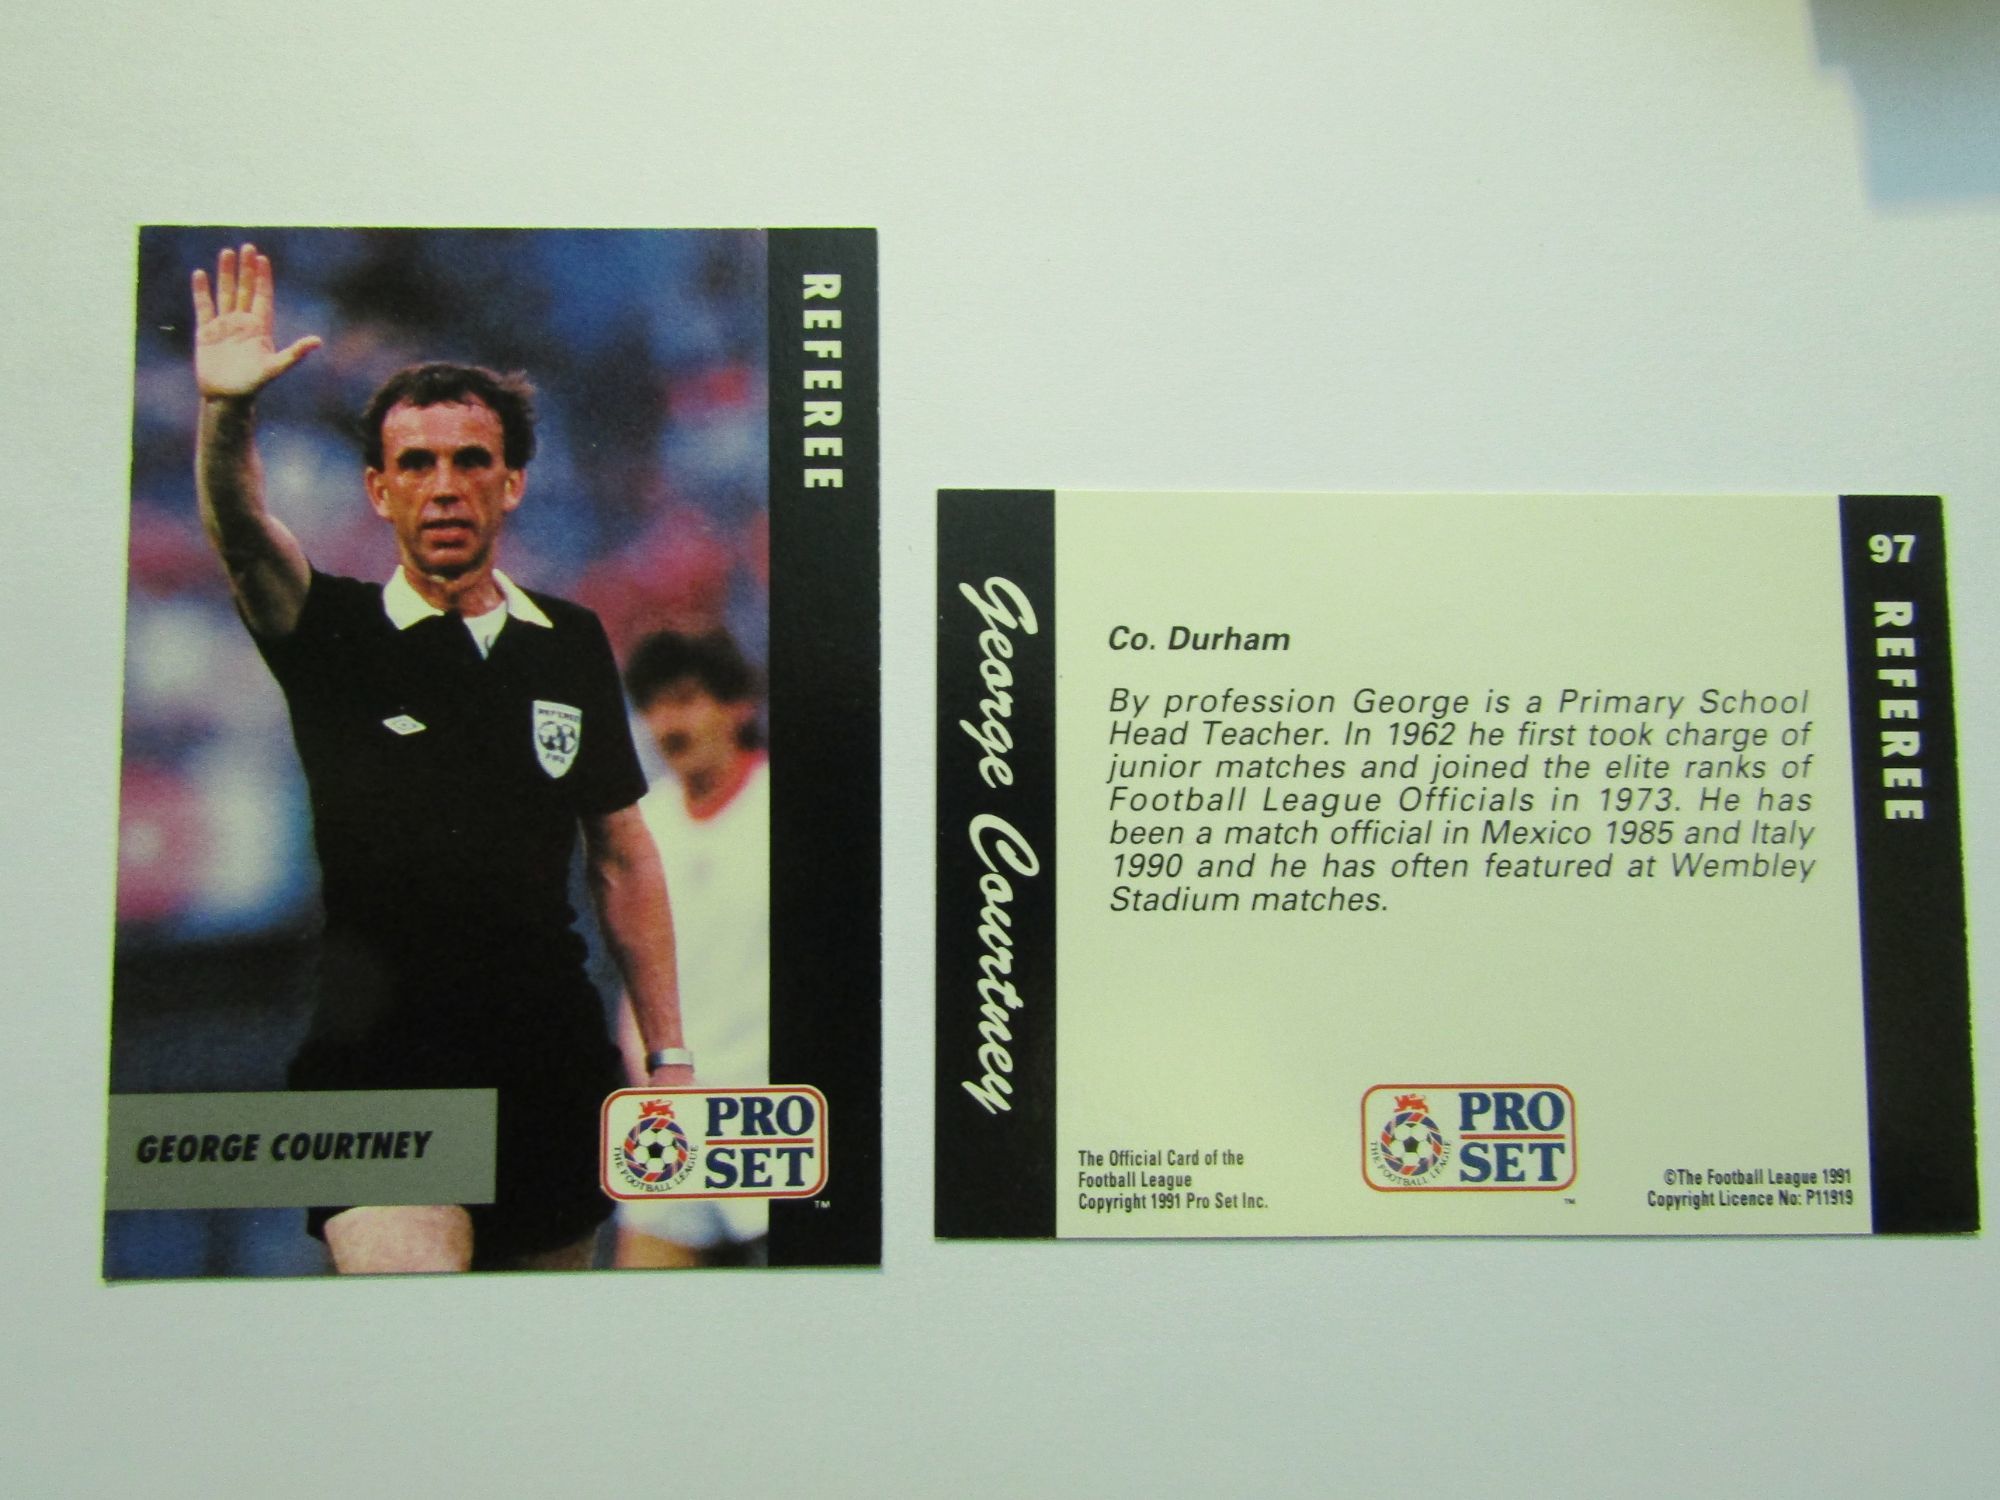 REFEREE
REFEREE
FIFA
GEORGE COURTNEY
THE FOOTBALL LEAGUE
PRO
SET
TM
George Courtney
97 REFEREE
Co. Durham
By profession George is a Primary School
Head Teacher. In 1962 he first took charge of
junior matches and joined the elite ranks of
Football League Officials in 1973. He has
been a match official in Mexico 1985 and Italy
1990 and he has often featured at Wembley
Stadium matches.
The Official Card of the
Football League
Copyright 1991 Pro Set Inc.
THE FOOTBALL LEAGUE
PRO
SET
TM
©The Football League 1991
Copyright Licence No: P11919